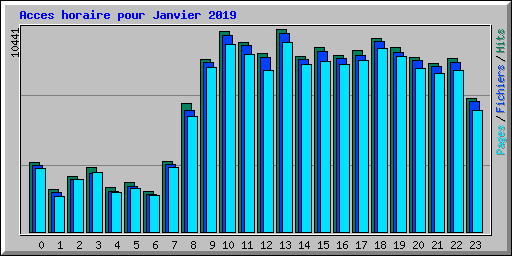 Acces horaire pour Janvier 2019
10441
Pages/Fichiers/Hits
0 1 2 3 4 5 6 7 8 9 10 11 12 13 14 15 16 17 18 19 20 21 22 23